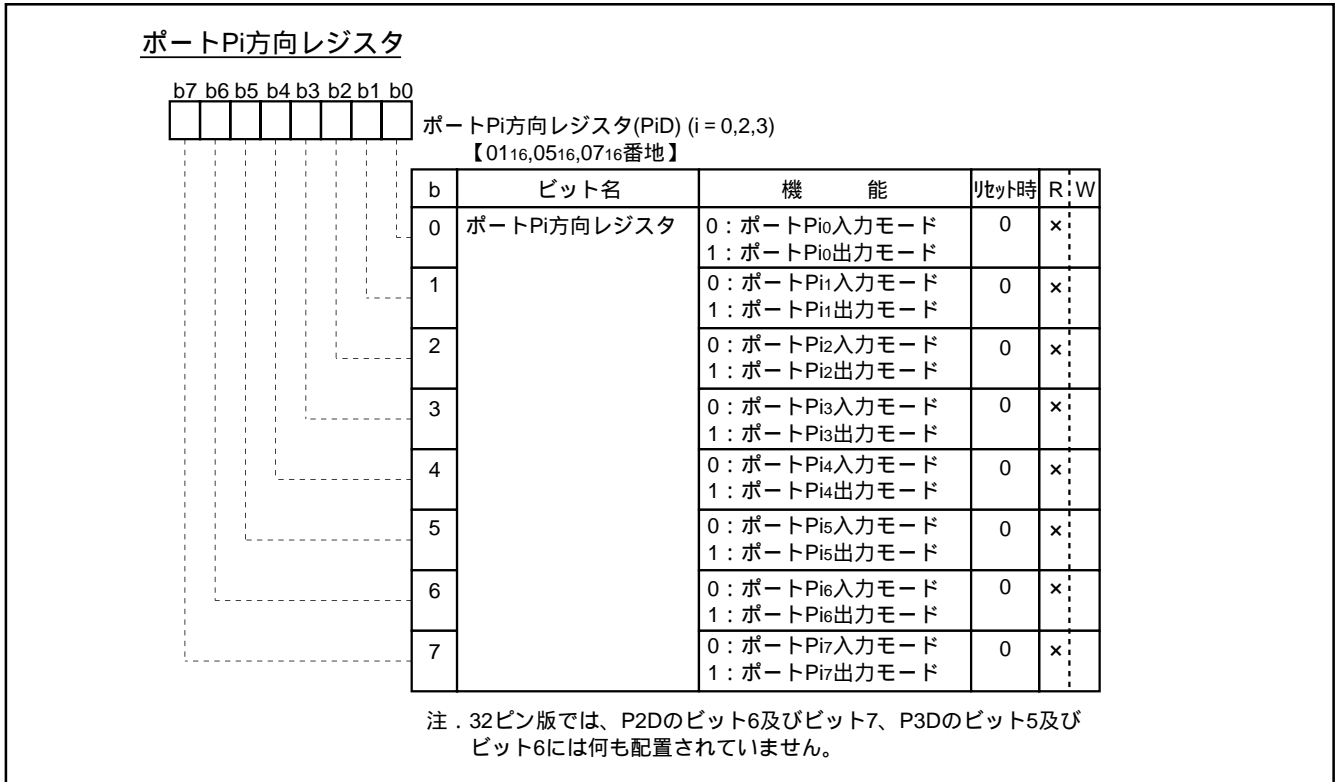 ポートPi方向レジスタ
b7 b6 b5 b4 b3 b2 b1 b0
ポートPi方向レジスタ(PiD) (i = 0,2,3)
【0116,0516,0716番地】
b ビット名 機 能 リセット時 R W
0 ポートPi方向レジスタ 0：ポートPi0入力モード 0 ×
1：ポートPi0出力モード
1 0：ポートPi1入力モード 0 ×
1：ポートPi1出力モード
2 0：ポートPi2入力モード 0 ×
1：ポートPi2出力モード
3 0：ポートPi3入力モード 0 ×
1：ポートPi3出力モード
4 0：ポートPi4入力モード 0 ×
1：ポートPi4出力モード
5 0：ポートPi5入力モード 0 ×
1：ポートPi5出力モード
6 0：ポートPi6入力モード 0 ×
1：ポートPi6出力モード
7 0：ポートPi7入力モード 0 ×
1：ポートPi7出力モード
注．32ピン版では、P2Dのビット6及びビット7、P3Dのビット5及び
ビット6には何も配置されていません。